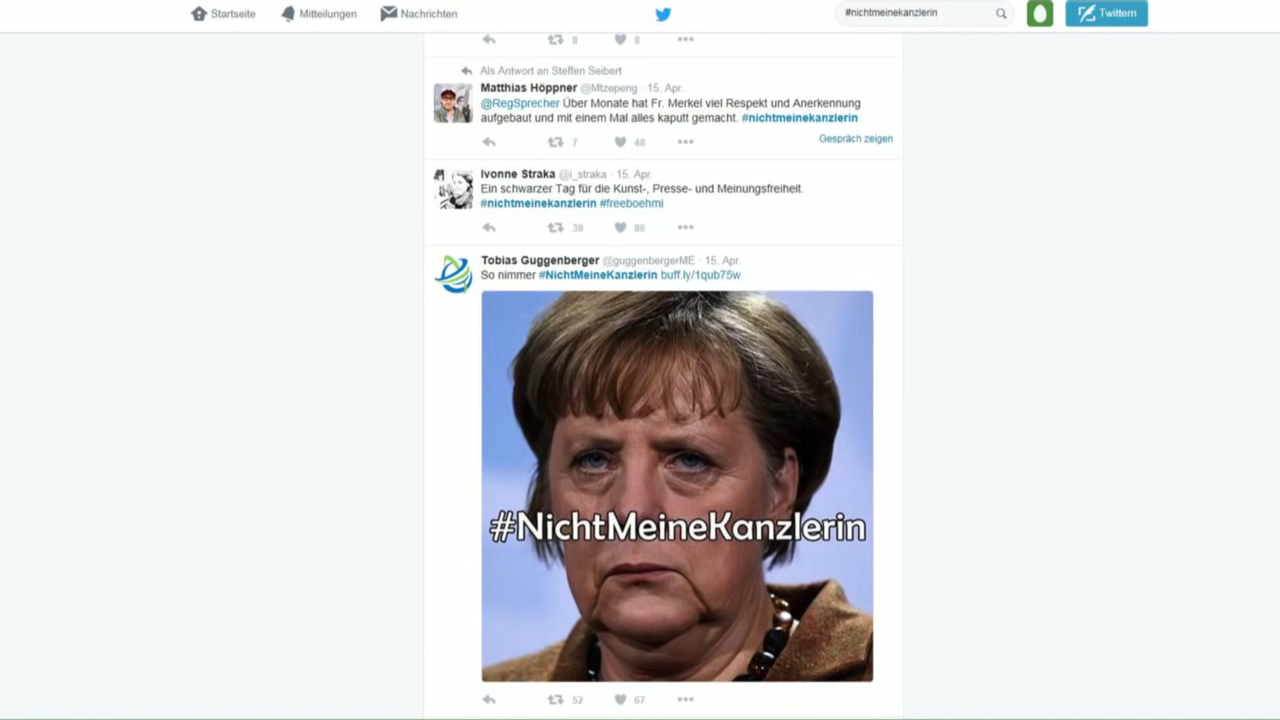 Startseite Mitteilungen Nachrichten #nichtmeinekanzlerin Twittern
8 8
Als Antwort an Steffen Seibert
Matthias Höppner @Mtzepeng · 15. Apr.
@RegSprecher Über Monate hat Fr. Merkel viel Respekt und Anerkennung
aufgebaut und mit einem Mal alles kaputt gemacht. #nichtmeinekanzlerin
Gespräch zeigen
7 48
Ivonne Straka @i_straka · 15. Apr.
Ein schwarzer Tag für die Kunst-, Presse- und Meinungsfreiheit.
#nichtmeinekanzlerin #freeboehmi
39 86
Tobias Guggenberger @guggenbergerME · 15. Apr.
So nimmer #NichtMeineKanzlerin buff.ly/1qub75w
#NichtMeineKanzlerin
52 67